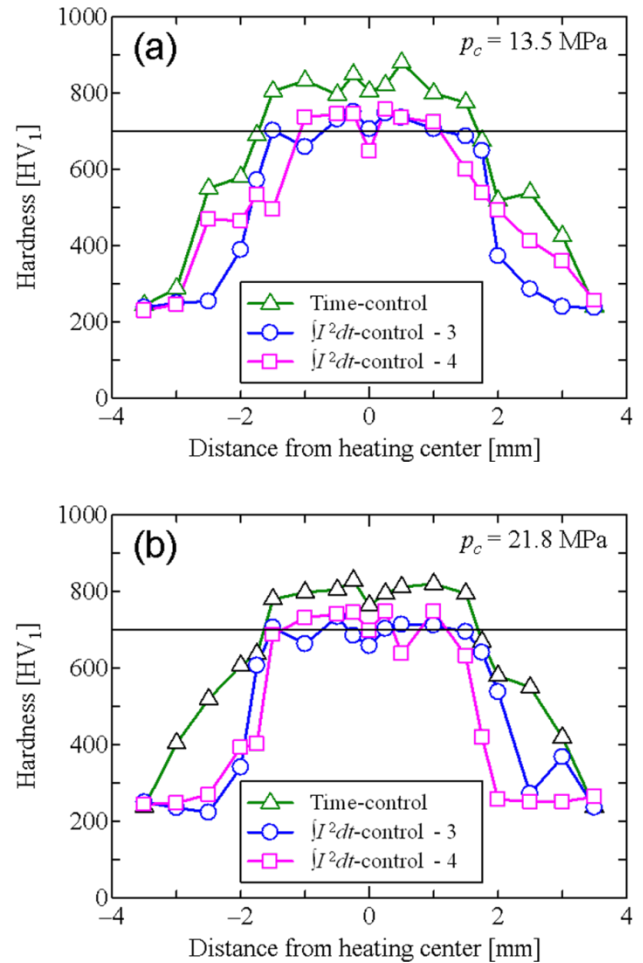 1000
(a)
p_c = 13.5 MPa
800
600
400
200
0
Hardness [HV₁]
Time-control
∫I²dt-control - 3
∫I²dt-control - 4
−4
−2
0
2
4
Distance from heating center [mm]
1000
(b)
p_c = 21.8 MPa
800
600
400
200
0
Hardness [HV₁]
Time-control
∫I²dt-control - 3
∫I²dt-control - 4
−4
−2
0
2
4
Distance from heating center [mm]